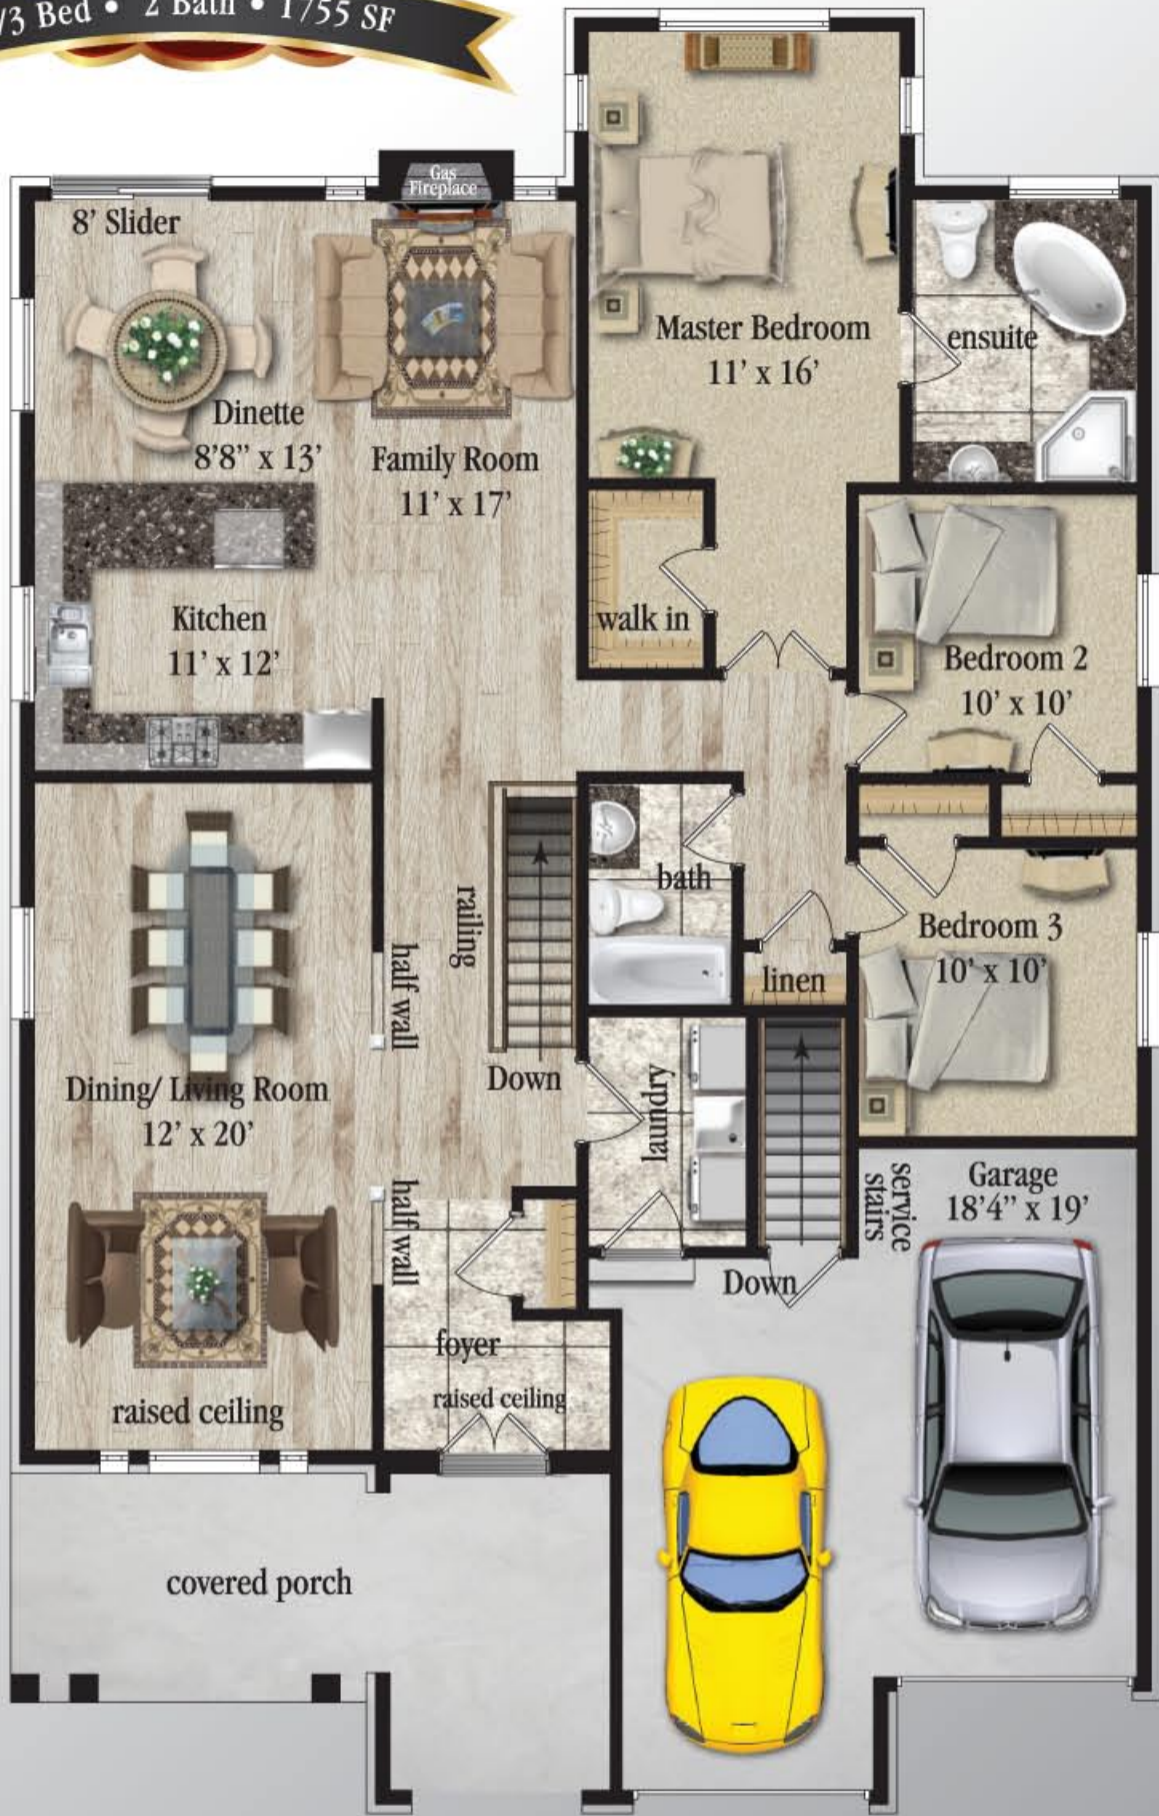 /3 Bed • 2 Bath • 1755 SF
Gas
Fireplace
8’ Slider
Dinette
8’8” x 13’
Family Room
11’ x 17’
Master Bedroom
11’ x 16’
ensuite
walk in
Kitchen
11’ x 12’
Bedroom 2
10’ x 10’
bath
linen
Bedroom 3
10’ x 10’
railing
half wall
Down
laundry
Dining/ Living Room
12’ x 20’
half wall
service
stairs
Garage
18’4” x 19’
Down
foyer
raised ceiling
raised ceiling
covered porch